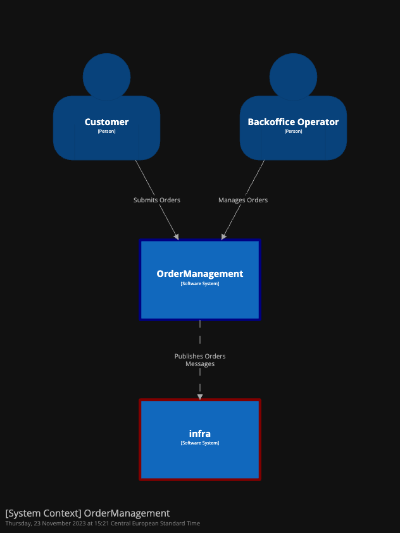 Customer
[Person]
Backoffice Operator
[Person]
Submits Orders
Manages Orders
OrderManagement
[Software System]
Publishes Orders
Messages
infra
[Software System]
[System Context] OrderManagement
Thursday, 23 November 2023 at 15:21 Central European Standard Time